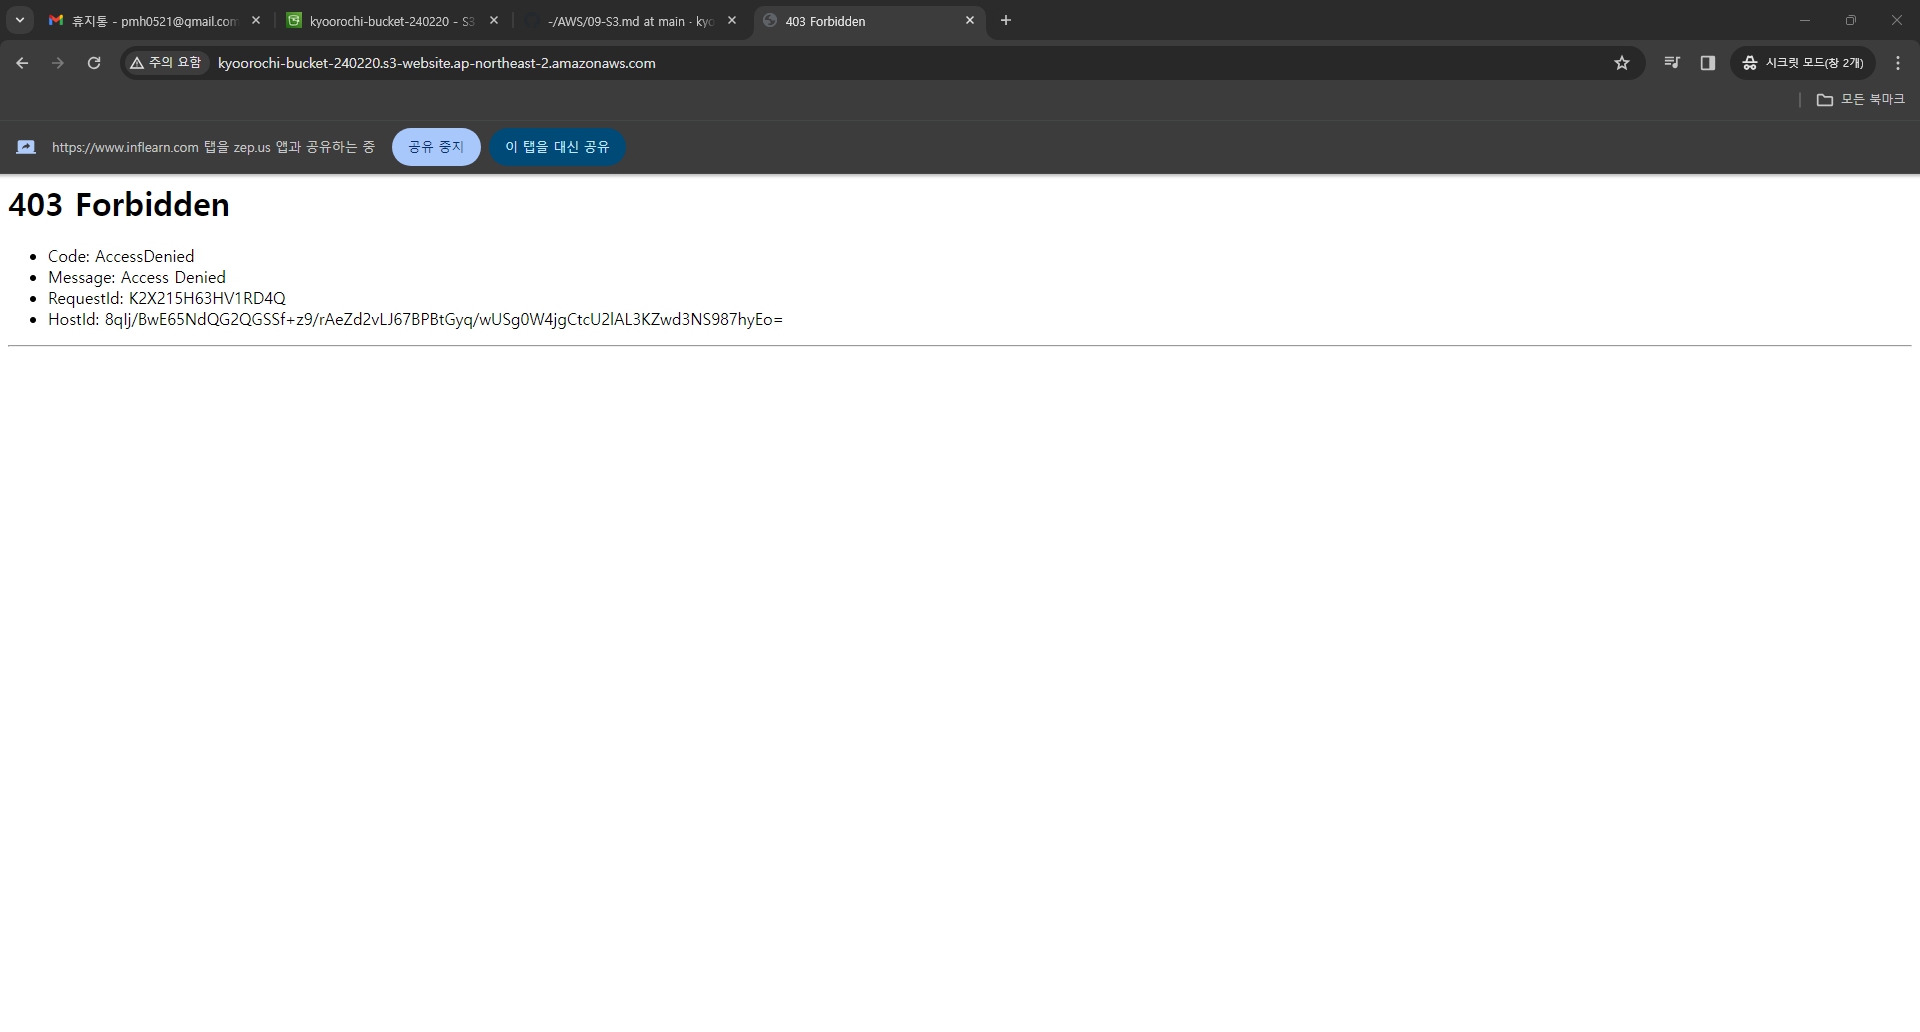 휴지통 - pmh0521@gmail.com
kyoorochi-bucket-240220 - S3
-/AWS/09-S3.md at main · kyo
403 Forbidden
주의 요함
kyoorochi-bucket-240220.s3-website.ap-northeast-2.amazonaws.com
시크릿 모드(창 2개)
모든 북마크
https://www.inflearn.com 탭을 zep.us 앱과 공유하는 중
공유 중지
이 탭을 대신 공유
403 Forbidden
Code: AccessDenied
Message: Access Denied
RequestId: K2X215H63HV1RD4Q
HostId: 8qlj/BwE65NdQG2QGSSf+z9/rAeZd2vLJ67BPBtGyq/wUSg0W4jgCtcU2lAL3KZwd3NS987hyEo=